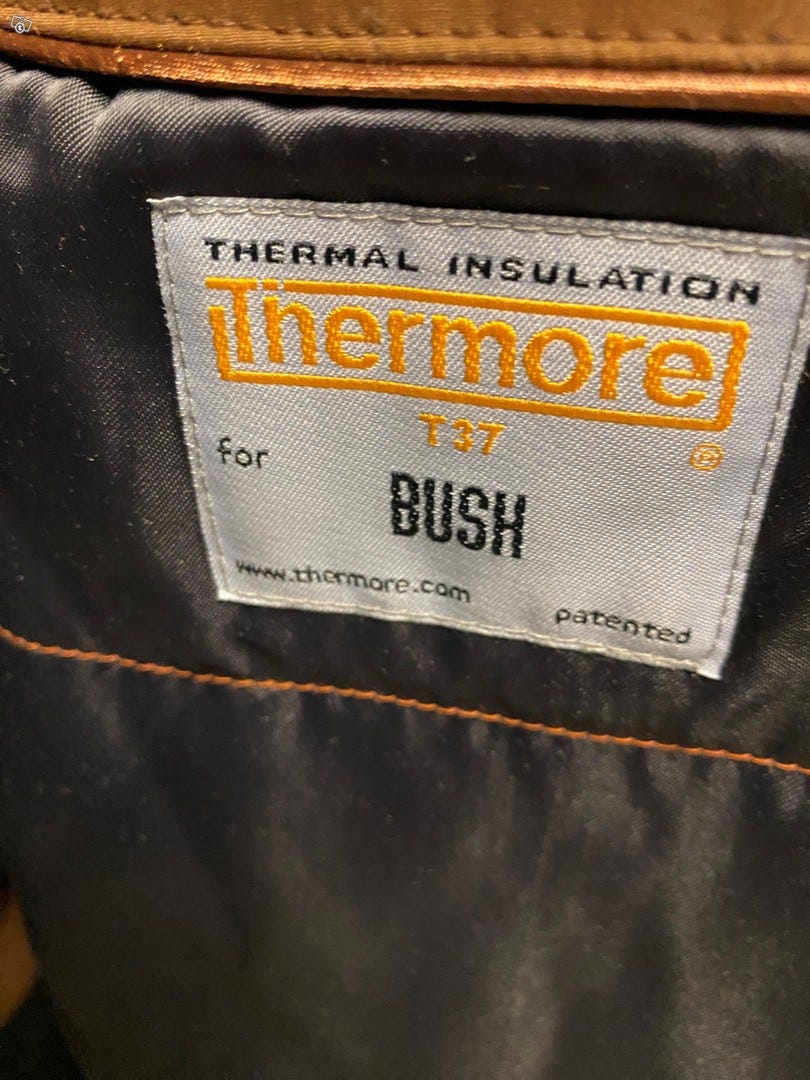 THERMAL INSULATION
Thermore
T37
®
for
BUSH
www.thermore.com
patented